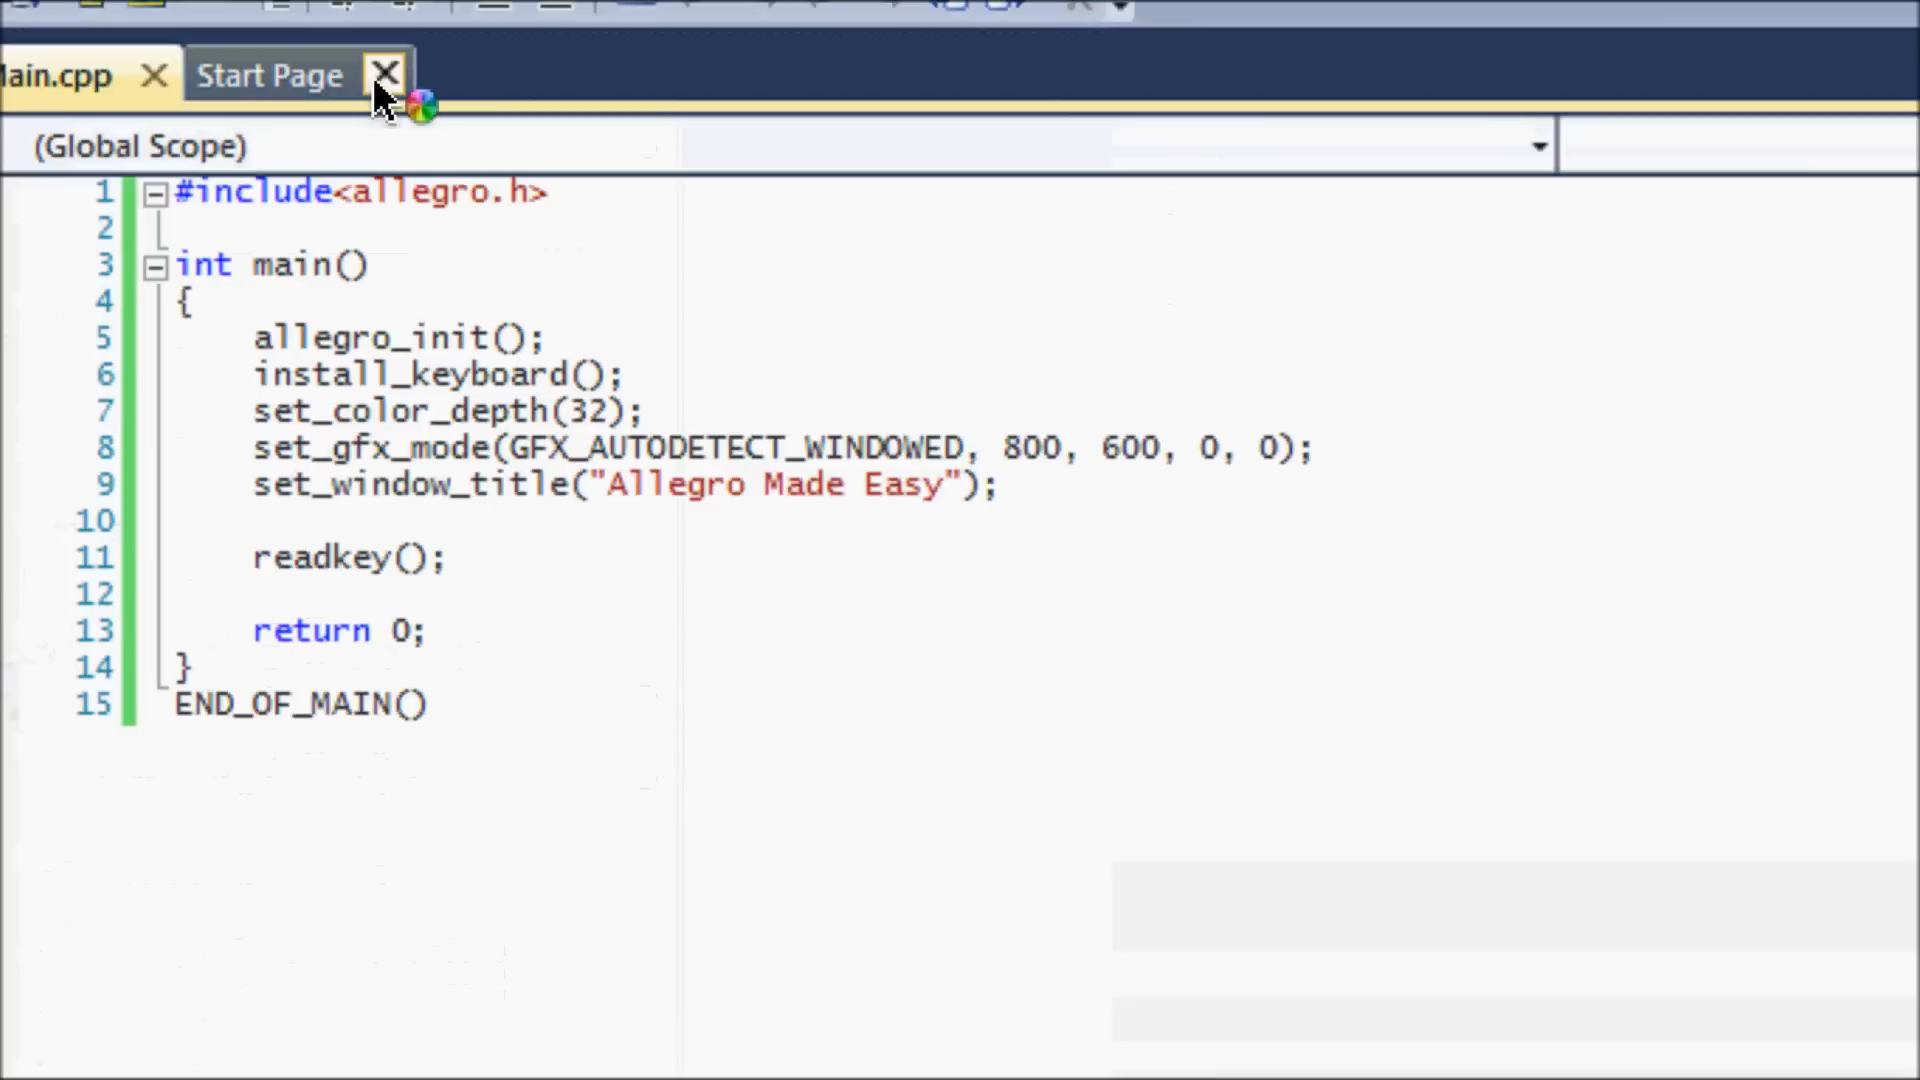 Main.cpp Start Page
(Global Scope)
1 #include<allegro.h>
2
3 int main()
4 {
5 allegro_init();
6 install_keyboard();
7 set_color_depth(32);
8 set_gfx_mode(GFX_AUTODETECT_WINDOWED, 800, 600, 0, 0);
9 set_window_title("Allegro Made Easy");
10
11 readkey();
12
13 return 0;
14 }
15 END_OF_MAIN()